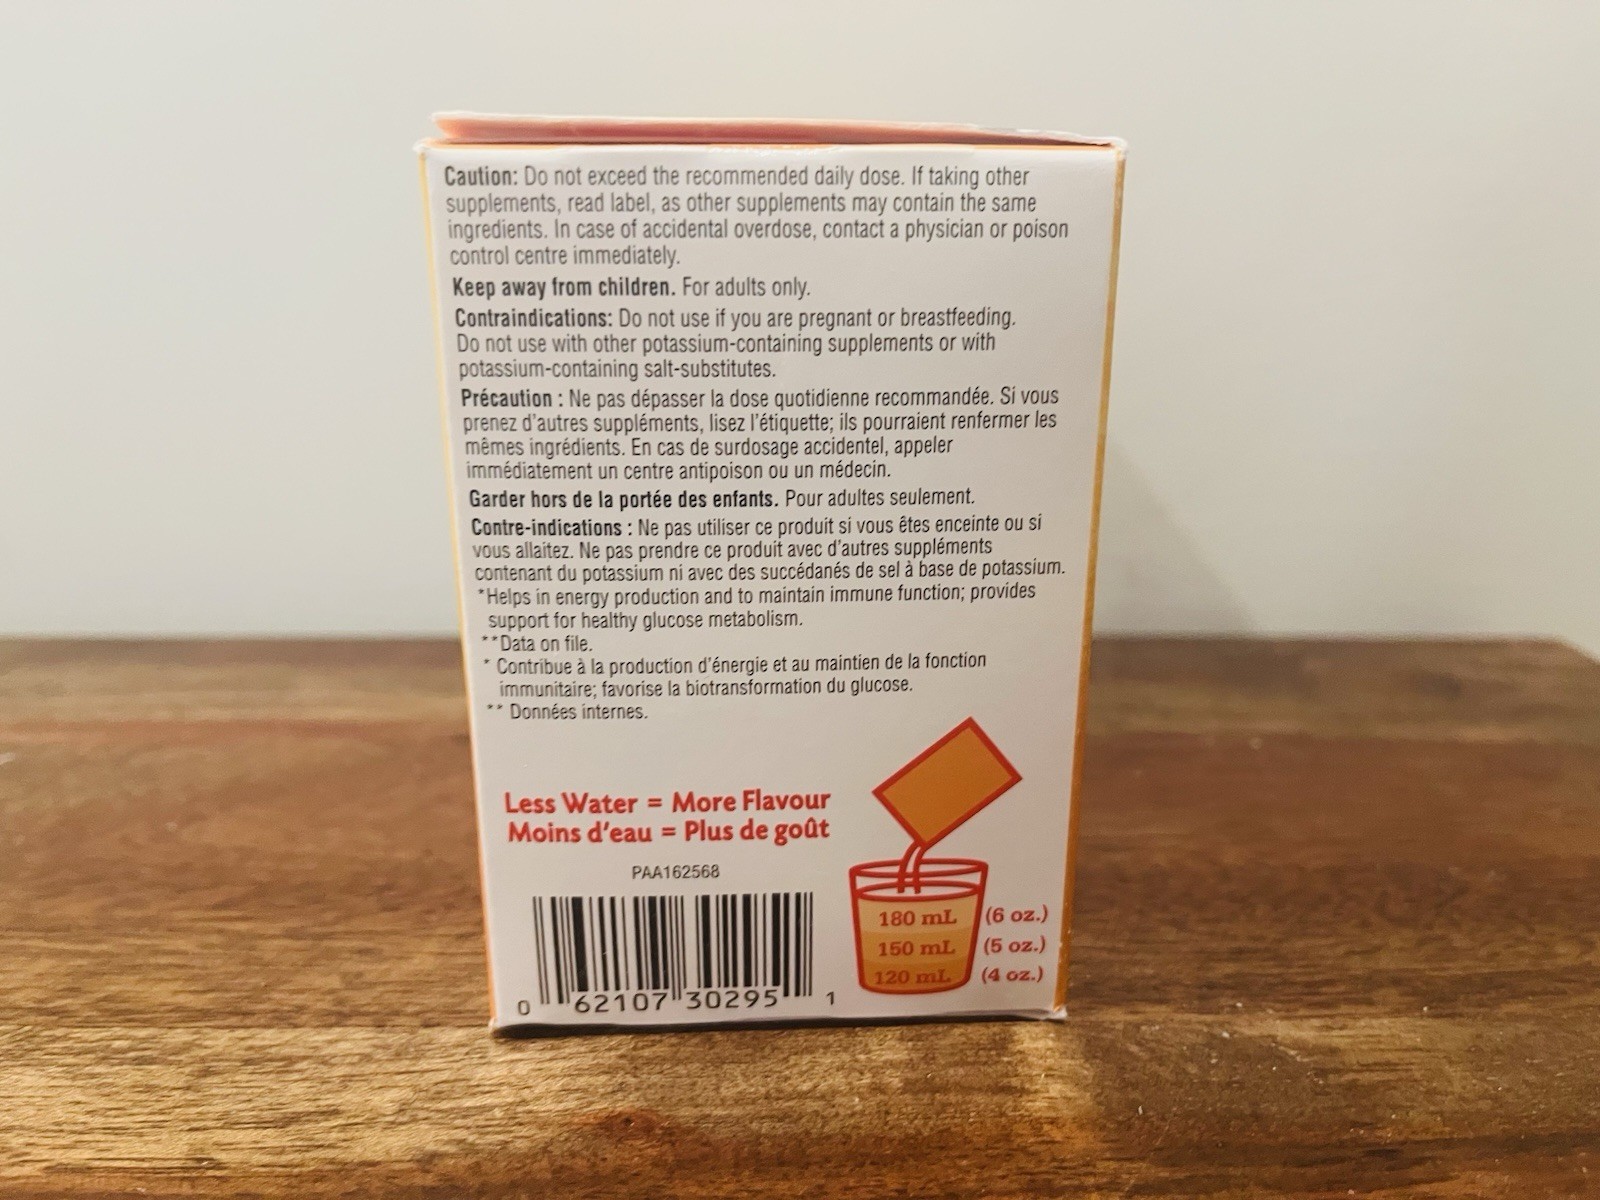 Caution: Do not exceed the recommended daily dose. If taking other
supplements, read label, as other supplements may contain the same
ingredients. In case of accidental overdose, contact a physician or poison
control centre immediately.
Keep away from children. For adults only.
Contraindications: Do not use if you are pregnant or breastfeeding.
Do not use with other potassium-containing supplements or with
potassium-containing salt-substitutes.
Précaution : Ne pas dépasser la dose quotidienne recommandée. Si vous
prenez d'autres suppléments, lisez l'étiquette; ils pourraient renfermer les
mêmes ingrédients. En cas de surdosage accidentel, appeler
immédiatement un centre antipoison ou un médecin.
Garder hors de la portée des enfants. Pour adultes seulement.
Contre-indications : Ne pas utiliser ce produit si vous êtes enceinte ou si
vous allaitez. Ne pas prendre ce produit avec d'autres suppléments
contenant du potassium ni avec des succédanés de sel à base de potassium.
*Helps in energy production and to maintain immune function; provides
support for healthy glucose metabolism.
**Data on file.
* Contribue à la production d'énergie et au maintien de la fonction
immunitaire; favorise la biotransformation du glucose.
** Données internes.
Less Water = More Flavour
Moins d'eau = Plus de goût
PAA162568
180 mL (6 oz.)
150 mL (5 oz.)
120 mL (4 oz.)
0 62107 30295 1